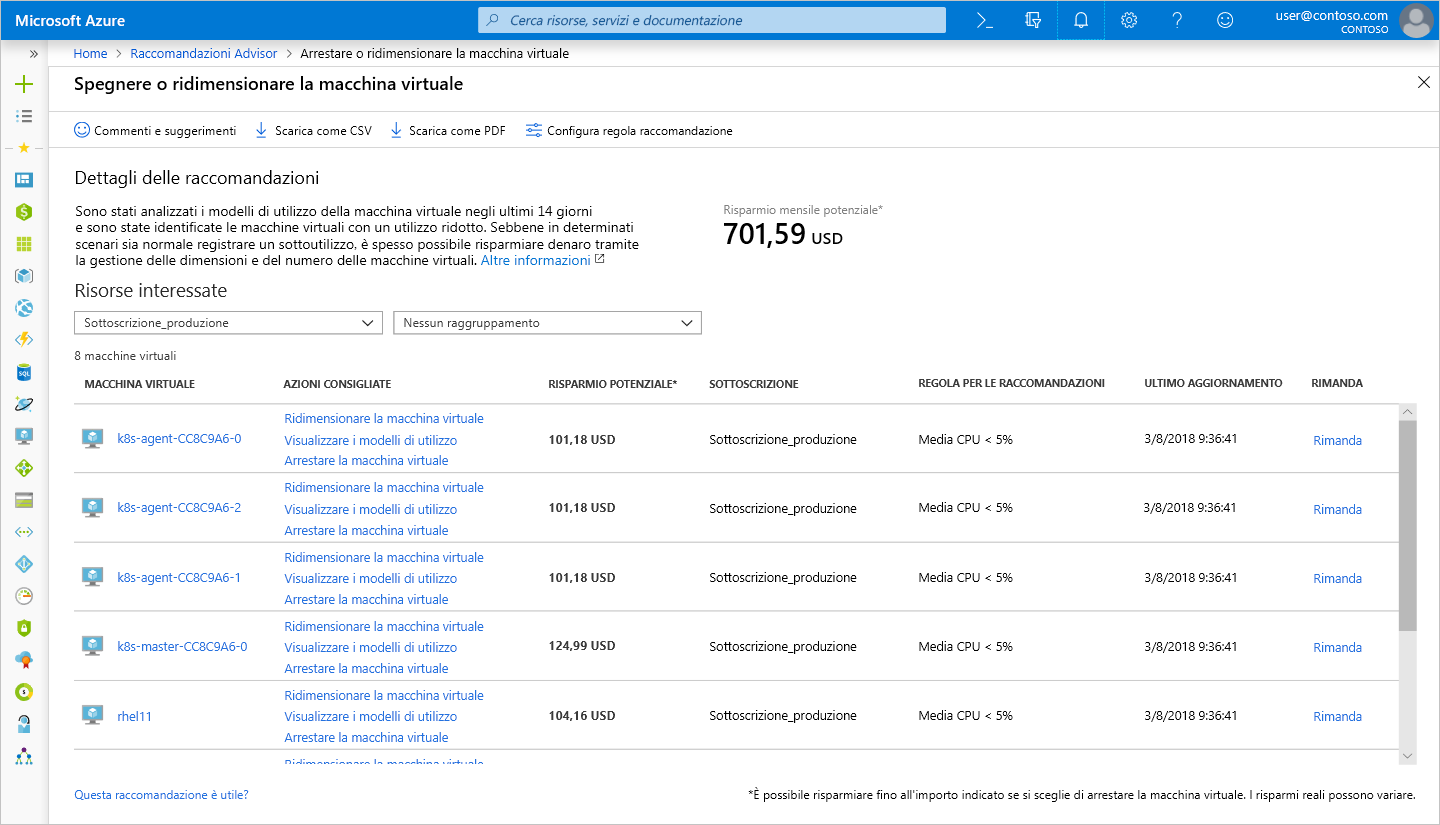 Microsoft Azure
Cerca risorse, servizi e documentazione
user@contoso.com
CONTOSO
Home > Raccomandazioni Advisor > Arrestare o ridimensionare la macchina virtuale
Spegnere o ridimensionare la macchina virtuale
Commenti e suggerimenti Scarica come CSV Scarica come PDF Configura regola raccomandazione
Dettagli delle raccomandazioni
Sono stati analizzati i modelli di utilizzo della macchina virtuale negli ultimi 14 giorni
e sono state identificate le macchine virtuali con un utilizzo ridotto. Sebbene in determinati
scenari sia normale registrare un sottoutilizzo, è spesso possibile risparmiare denaro tramite
la gestione delle dimensioni e del numero delle macchine virtuali. Altre informazioni
Risparmio mensile potenziale*
701,59 USD
Risorse interessate
Sottoscrizione_produzione Nessun raggruppamento
8 macchine virtuali
MACCHINA VIRTUALE AZIONI CONSIGLIATE RISPARMIO POTENZIALE* SOTTOSCRIZIONE REGOLA PER LE RACCOMANDAZIONI ULTIMO AGGIORNAMENTO RIMANDA
Ridimensionare la macchina virtuale
k8s-agent-CC8C9A6-0 Visualizzare i modelli di utilizzo 101,18 USD Sottoscrizione_produzione Media CPU < 5% 3/8/2018 9:36:41 Rimanda
Arrestare la macchina virtuale
Ridimensionare la macchina virtuale
k8s-agent-CC8C9A6-2 Visualizzare i modelli di utilizzo 101,18 USD Sottoscrizione_produzione Media CPU < 5% 3/8/2018 9:36:41 Rimanda
Arrestare la macchina virtuale
Ridimensionare la macchina virtuale
k8s-agent-CC8C9A6-1 Visualizzare i modelli di utilizzo 101,18 USD Sottoscrizione_produzione Media CPU < 5% 3/8/2018 9:36:41 Rimanda
Arrestare la macchina virtuale
Ridimensionare la macchina virtuale
k8s-master-CC8C9A6-0 Visualizzare i modelli di utilizzo 124,99 USD Sottoscrizione_produzione Media CPU < 5% 3/8/2018 9:36:41 Rimanda
Arrestare la macchina virtuale
Ridimensionare la macchina virtuale
rhel11 Visualizzare i modelli di utilizzo 104,16 USD Sottoscrizione_produzione Media CPU < 5% 3/8/2018 9:36:41 Rimanda
Arrestare la macchina virtuale
Ridimensionare la macchina virtuale
Questa raccomandazione è utile?
*È possibile risparmiare fino all'importo indicato se si sceglie di arrestare la macchina virtuale. I risparmi reali possono variare.